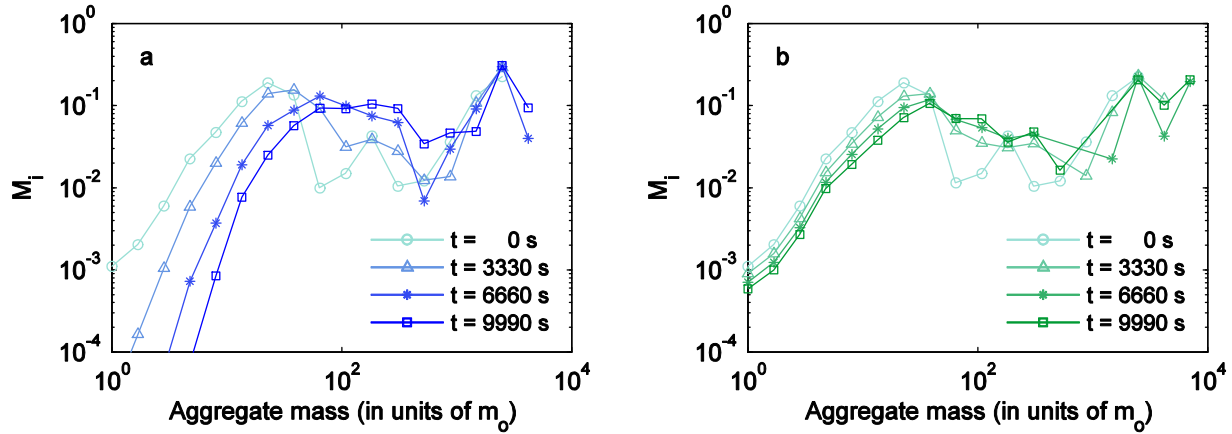 a
10^0
10^-1
10^-2
10^-3
10^-4
M_i
t = 0 s
t = 3330 s
t = 6660 s
t = 9990 s
10^0
10^2
10^4
Aggregate mass (in units of m_o)
b
10^0
10^-1
10^-2
10^-3
10^-4
M_i
t = 0 s
t = 3330 s
t = 6660 s
t = 9990 s
10^0
10^2
10^4
Aggregate mass (in units of m_o)